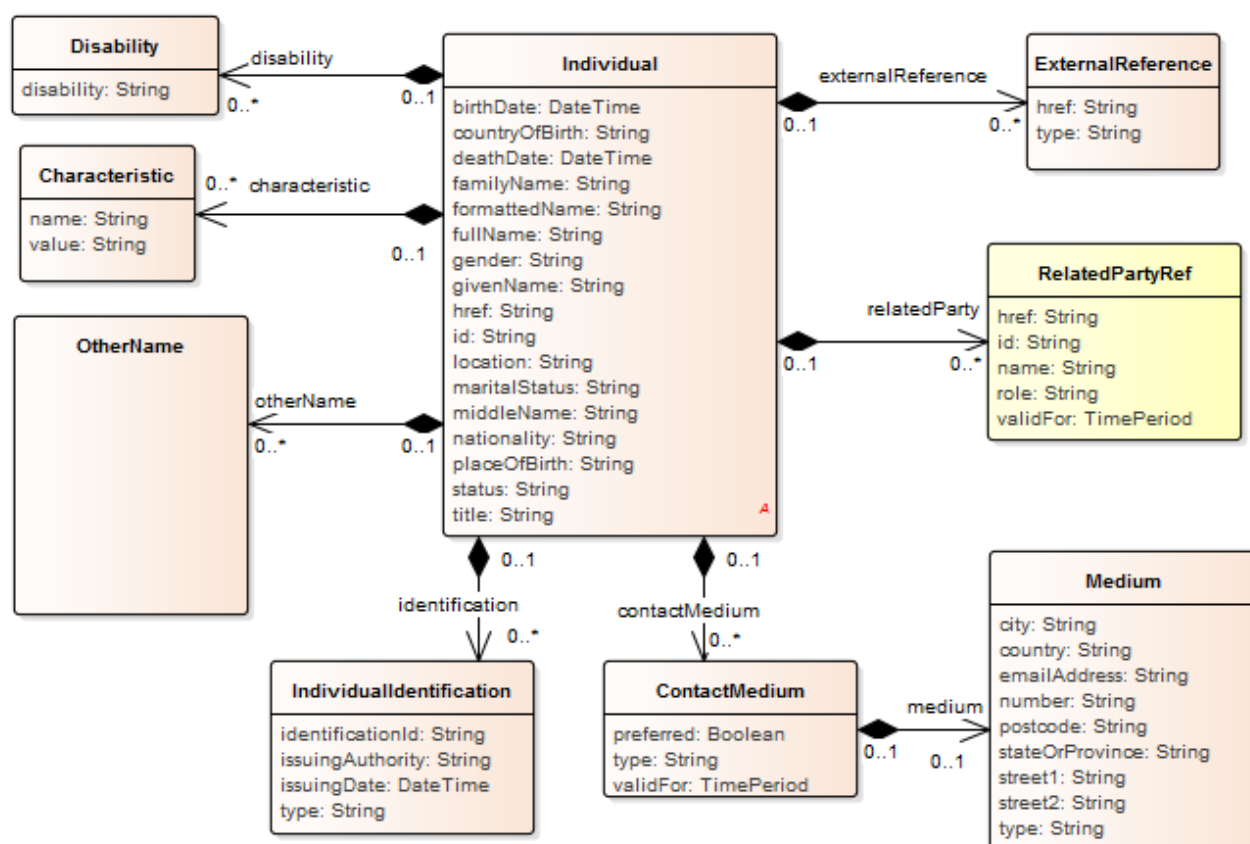 Disability
disability: String
disability
0..*
0..1
Characteristic
name: String
value: String
0..*
characteristic
0..1
OtherName
otherName
0..*
0..1
Individual
birthDate: DateTime
countryOfBirth: String
deathDate: DateTime
familyName: String
formattedName: String
fullName: String
gender: String
givenName: String
href: String
id: String
location: String
maritalStatus: String
middleName: String
nationality: String
placeOfBirth: String
status: String
title: String
A
externalReference
0..1
0..*
ExternalReference
href: String
type: String
relatedParty
0..1
0..*
RelatedPartyRef
href: String
id: String
name: String
role: String
validFor: TimePeriod
0..1
identification
0..*
IndividualIdentification
identificationId: String
issuingAuthority: String
issuingDate: DateTime
type: String
0..1
contactMedium
0..*
ContactMedium
preferred: Boolean
type: String
validFor: TimePeriod
medium
0..1
0..1
Medium
city: String
country: String
emailAddress: String
number: String
postcode: String
stateOrProvince: String
street1: String
street2: String
type: String